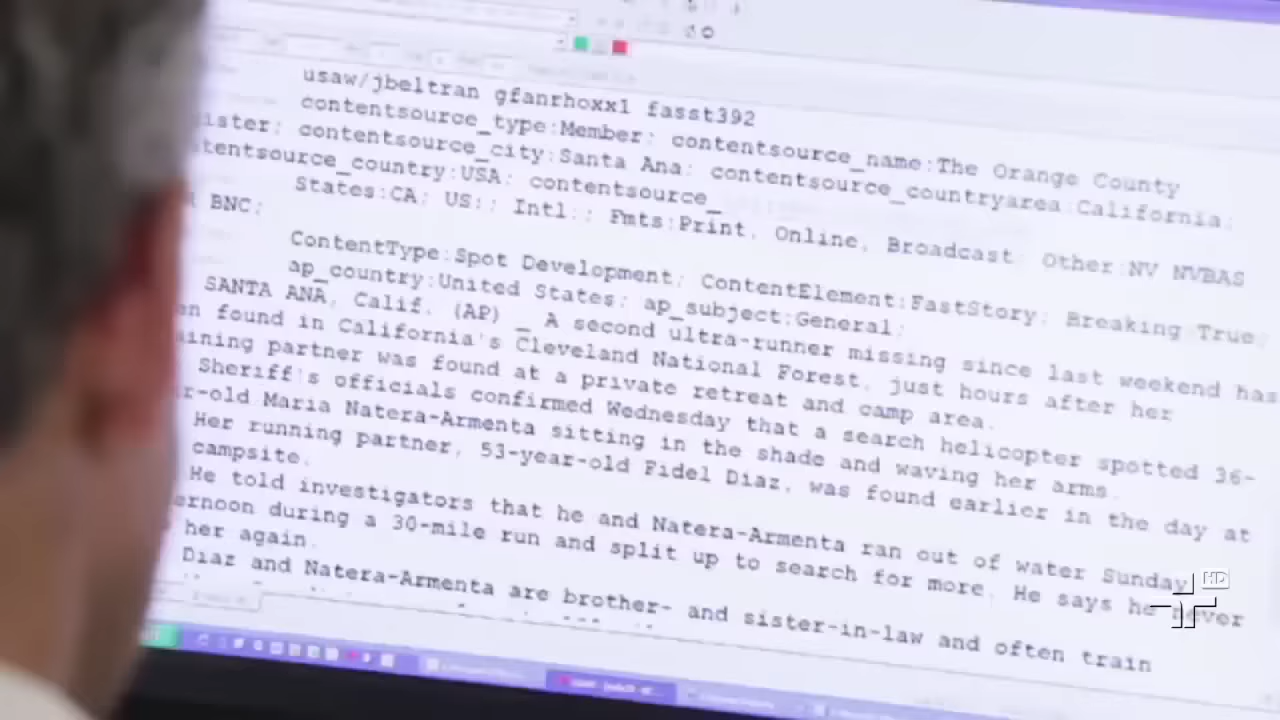 usaw/jbeltran gfanrhoxx1 fasst392
contentsource_type:Member; contentsource_name:The Orange County
ister; contentsource_city:Santa Ana; contentsource_countryarea:California;
tentsource_country:USA; contentsource_
States:CA; US:; Intl:; Fmts:Print, Online, Broadcast; Other:NV NVBAS
BNC;
ContentType:Spot Development; ContentElement:FastStory; Breaking True;
ap_country:United States; ap_subject:General;
SANTA ANA, Calif. (AP) _ A second ultra-runner missing since last weekend has
en found in California's Cleveland National Forest, just hours after her
aining partner was found at a private retreat and camp area.
Sheriff's officials confirmed Wednesday that a search helicopter spotted 36-
r-old Maria Natera-Armenta sitting in the shade and waving her arms.
Her running partner, 53-year-old Fidel Diaz, was found earlier in the day at
campsite.
He told investigators that he and Natera-Armenta ran out of water Sunday
ernoon during a 30-mile run and split up to search for more. He says he never
her again.
Diaz and Natera-Armenta are brother- and sister-in-law and often train
HD